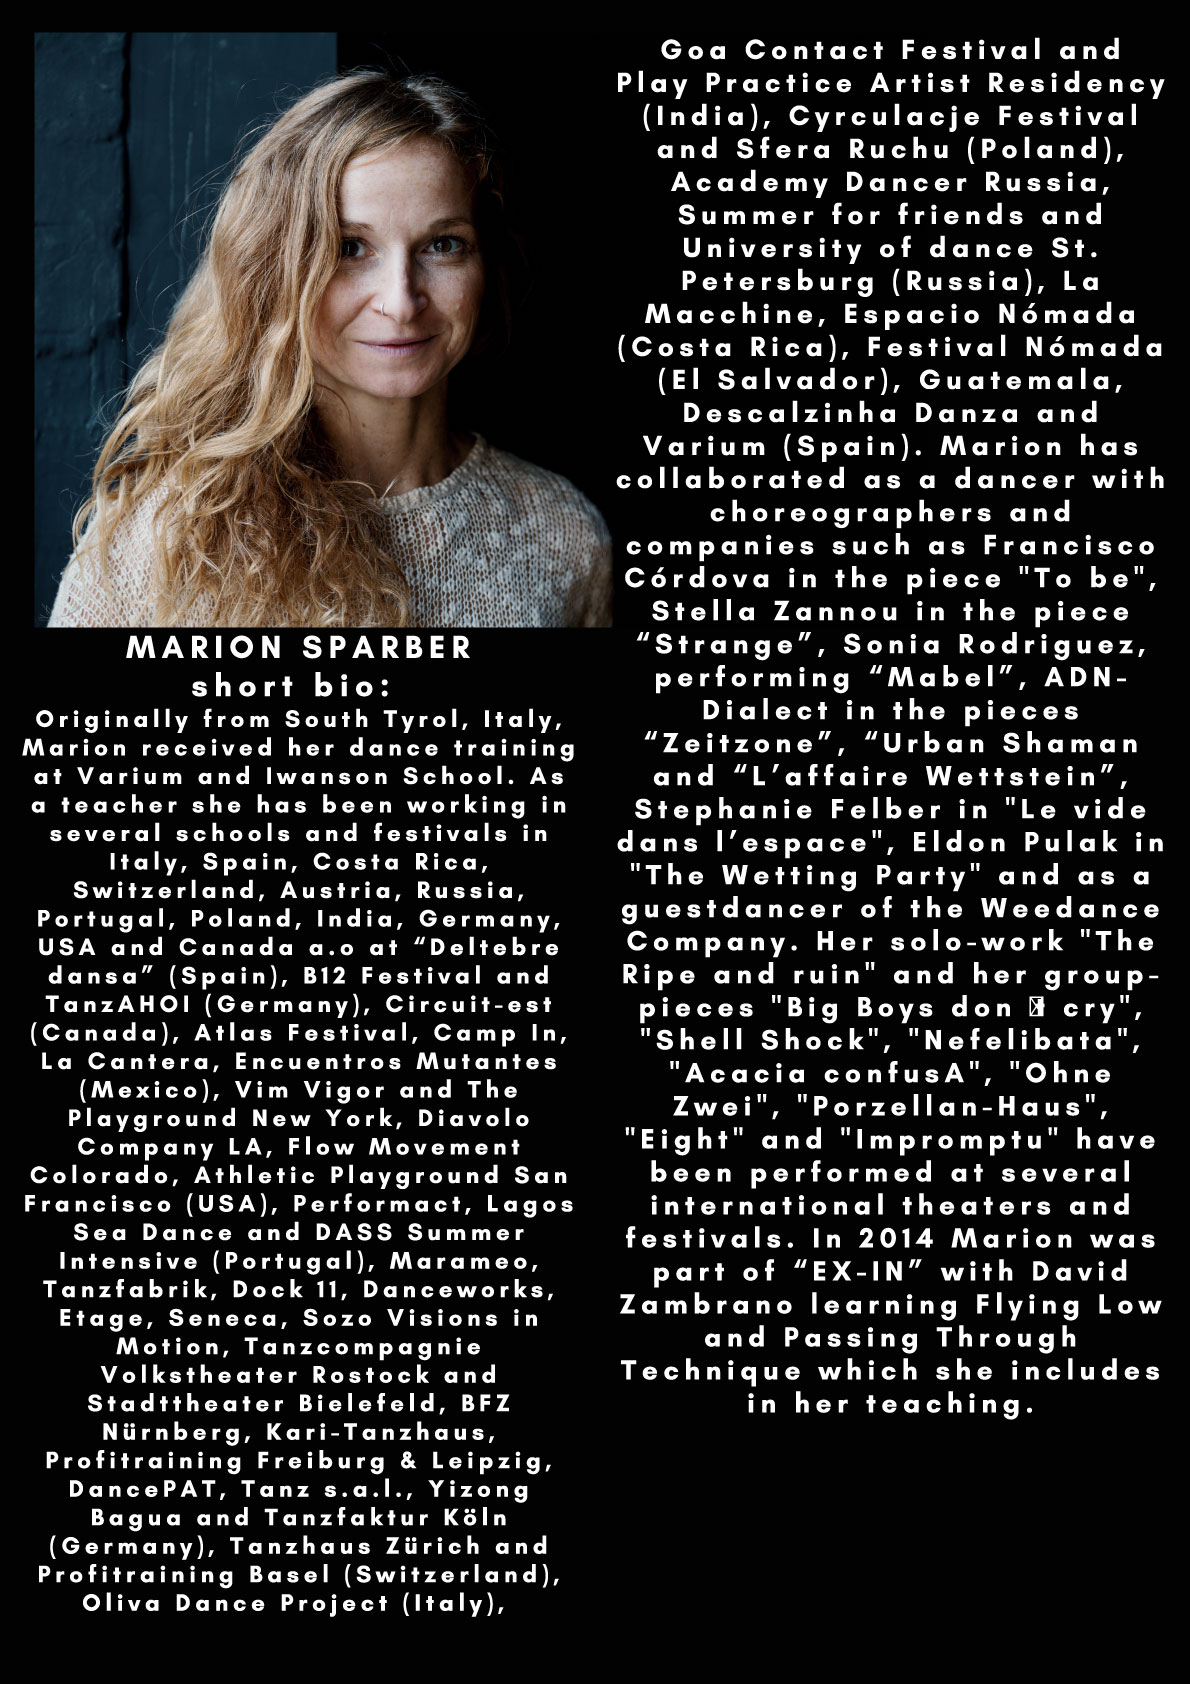 MARION SPARBER
short bio:
Originally from South Tyrol, Italy,
Marion received her dance training
at Varium and Iwanson School. As
a teacher she has been working in
several schools and festivals in
Italy, Spain, Costa Rica,
Switzerland, Austria, Russia,
Portugal, Poland, India, Germany,
USA and Canada a.o at “Deltebre
dansa” (Spain), B12 Festival and
TanzAHOI (Germany), Circuit-est
(Canada), Atlas Festival, Camp In,
La Cantera, Encuentros Mutantes
(Mexico), Vim Vigor and The
Playground New York, Diavolo
Company LA, Flow Movement
Colorado, Athletic Playground San
Francisco (USA), Performact, Lagos
Sea Dance and DASS Summer
Intensive (Portugal), Marameo,
Tanzfabrik, Dock 11, Danceworks,
Etage, Seneca, Sozo Visions in
Motion, Tanzcompagnie
Volkstheater Rostock and
Stadttheater Bielefeld, BFZ
Nürnberg, Kari-Tanzhaus,
Profitraining Freiburg & Leipzig,
DancePAT, Tanz s.a.l., Yizong
Bagua and Tanzfaktur Köln
(Germany), Tanzhaus Zürich and
Profitraining Basel (Switzerland),
Oliva Dance Project (Italy),
Goa Contact Festival and
Play Practice Artist Residency
(India), Cyrculacje Festival
and Sfera Ruchu (Poland),
Academy Dancer Russia,
Summer for friends and
University of dance St.
Petersburg (Russia), La
Macchine, Espacio Nómada
(Costa Rica), Festival Nómada
(El Salvador), Guatemala,
Descalzinha Danza and
Varium (Spain). Marion has
collaborated as a dancer with
choreographers and
companies such as Francisco
Córdova in the piece "To be",
Stella Zannou in the piece
“Strange”, Sonia Rodriguez,
performing “Mabel”, ADN-
Dialect in the pieces
“Zeitzone”, “Urban Shaman
and “L’affaire Wettstein”,
Stephanie Felber in "Le vide
dans l’espace", Eldon Pulak in
"The Wetting Party" and as a
guestdancer of the Weedance
Company. Her solo-work "The
Ripe and ruin" and her group-
pieces "Big Boys don cry",
"Shell Shock", "Nefelibata",
"Acacia confusA", "Ohne
Zwei", "Porzellan-Haus",
"Eight" and "Impromptu" have
been performed at several
international theaters and
festivals. In 2014 Marion was
part of “EX-IN” with David
Zambrano learning Flying Low
and Passing Through
Technique which she includes
in her teaching.